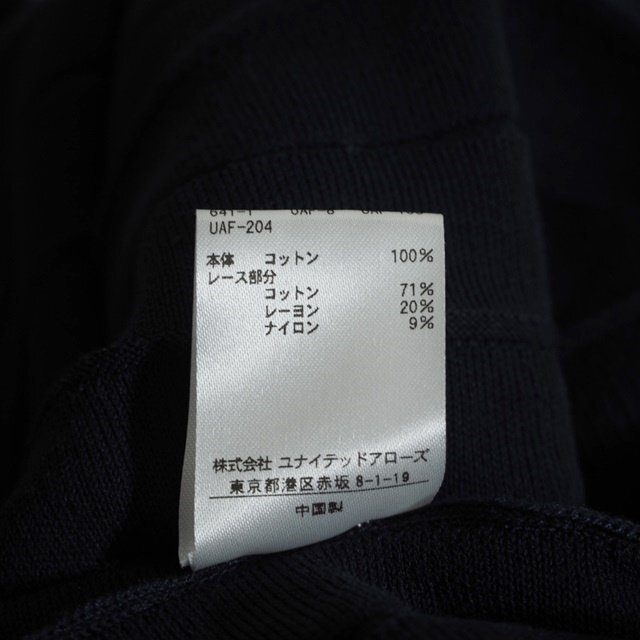 UAF-204
本体 コットン 100%
レース部分
コットン 71%
レーヨン 20%
ナイロン 9%
株式会社 ユナイテッドアローズ
東京都港区赤坂8-1-19
中国製